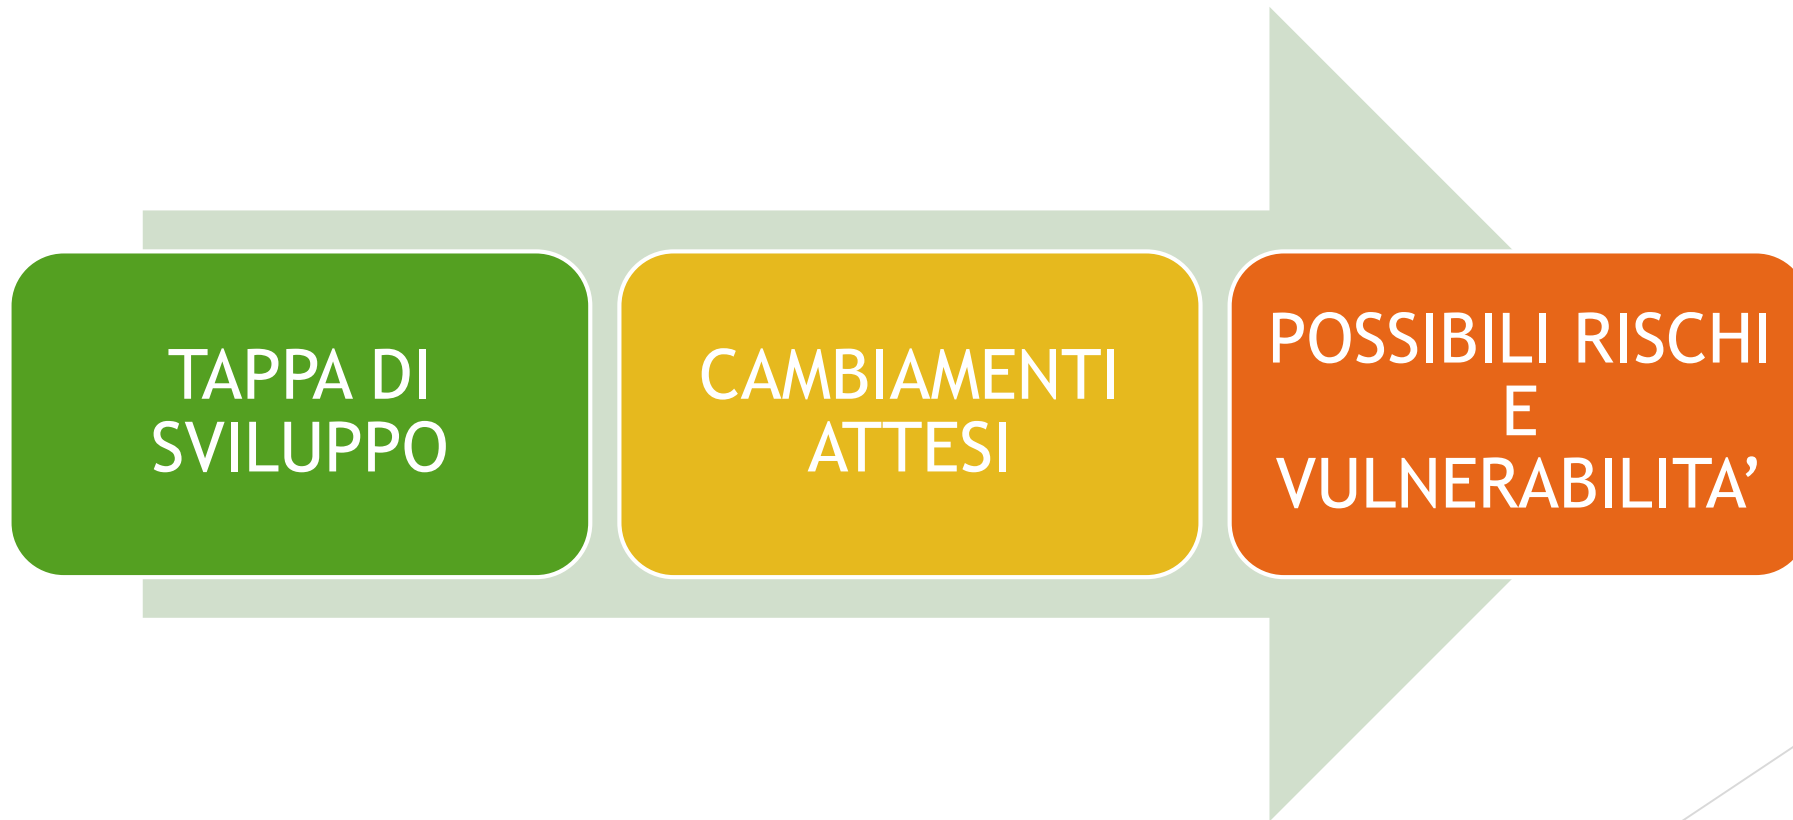 TAPPA DI
SVILUPPO
CAMBIAMENTI
ATTESI
POSSIBILI RISCHI
E
VULNERABILITA’